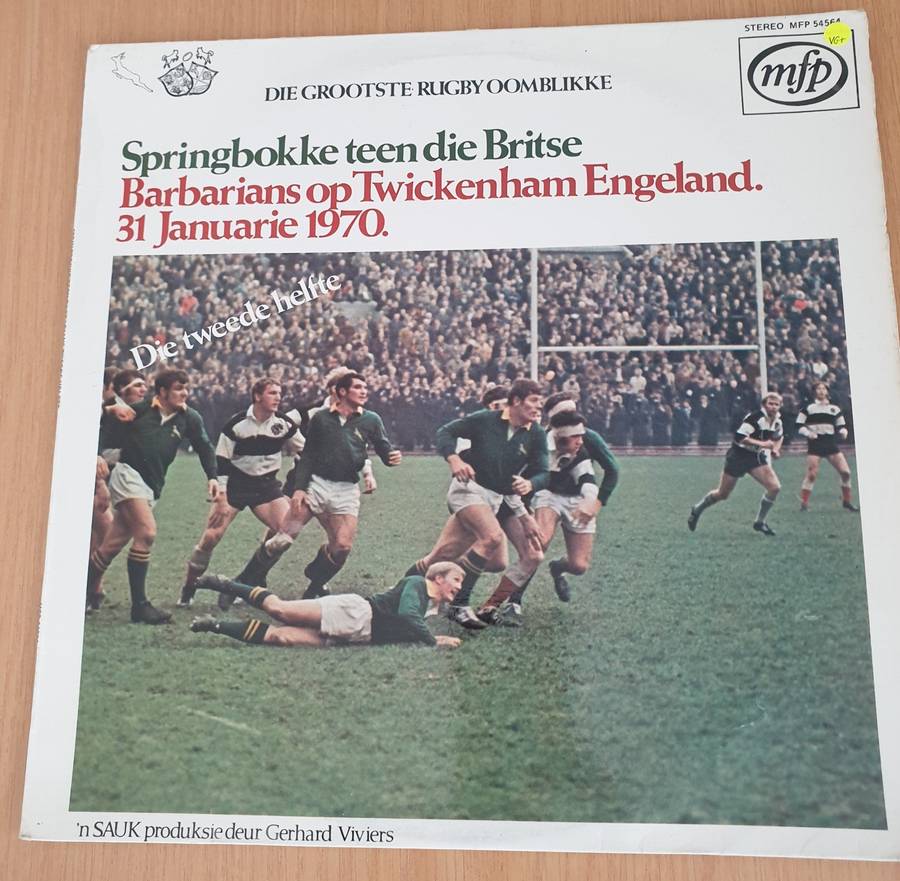 STEREO MFP 54564
VG+
mfp
DIE GROOTSTE RUGBY OOMBLIKKE
Springbokke teen die Britse
Barbarians op Twickenham Engeland.
31 Januarie 1970.
Die tweede helfte
'n SAUK produksie deur Gerhard Viviers